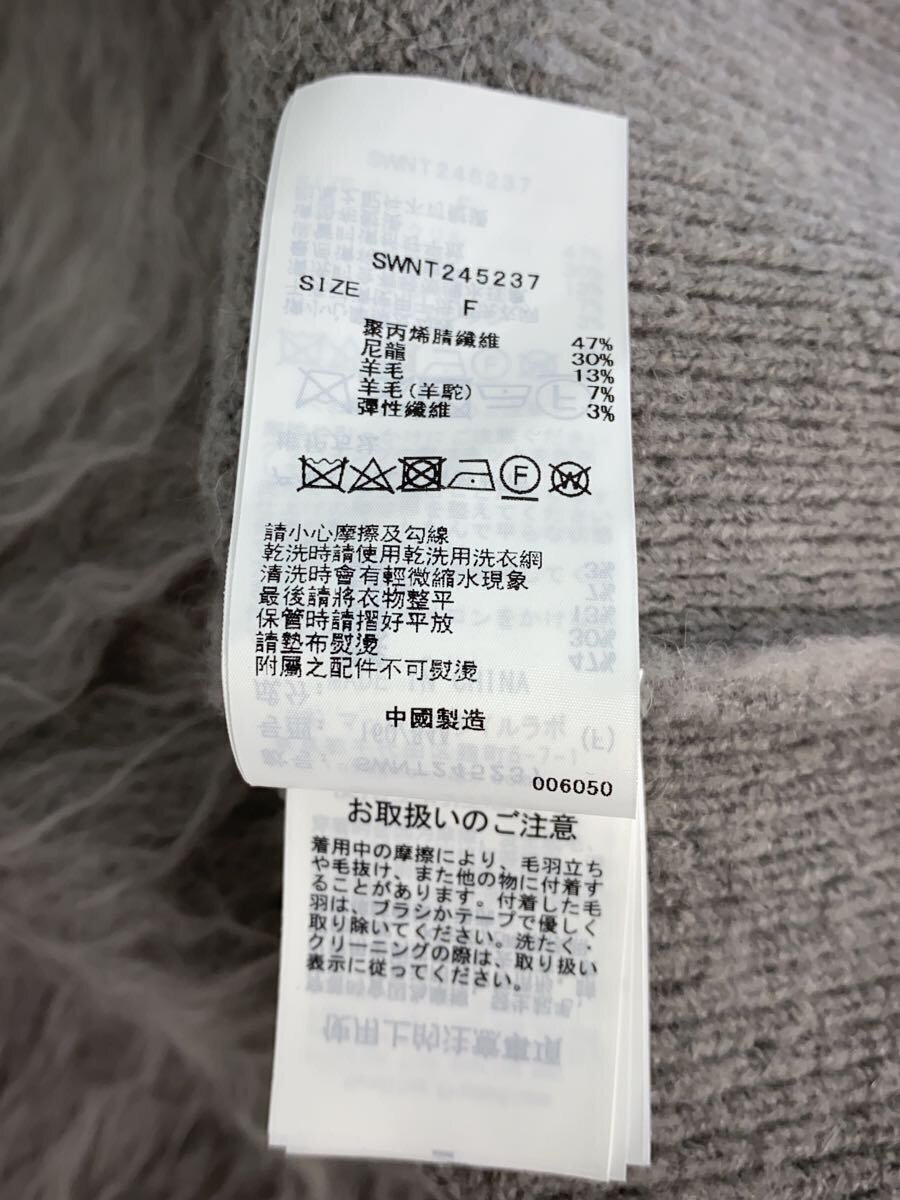 SWNT245237
SIZE F
聚丙烯腈纖維 47%
尼龍 30%
羊毛 13%
羊毛(羊駝) 7%
彈性纖維 3%
F
W
請小心摩擦及勾線
乾洗時請使用乾洗用洗衣網
清洗時會有輕微縮水現象
最後請將衣物整平
保管時請摺好平放
請墊布熨燙
附屬之配件不可熨燙
中國製造
006050
お取扱いのご注意
着用中の摩擦により、毛羽立ち
や毛抜け、また他の物に付着す
ることがあります。付着した毛
羽は、ブラシかテープで優しく
取り除いてください。洗たく・
クリーニングの際は、取り扱い
表示に従ってください。